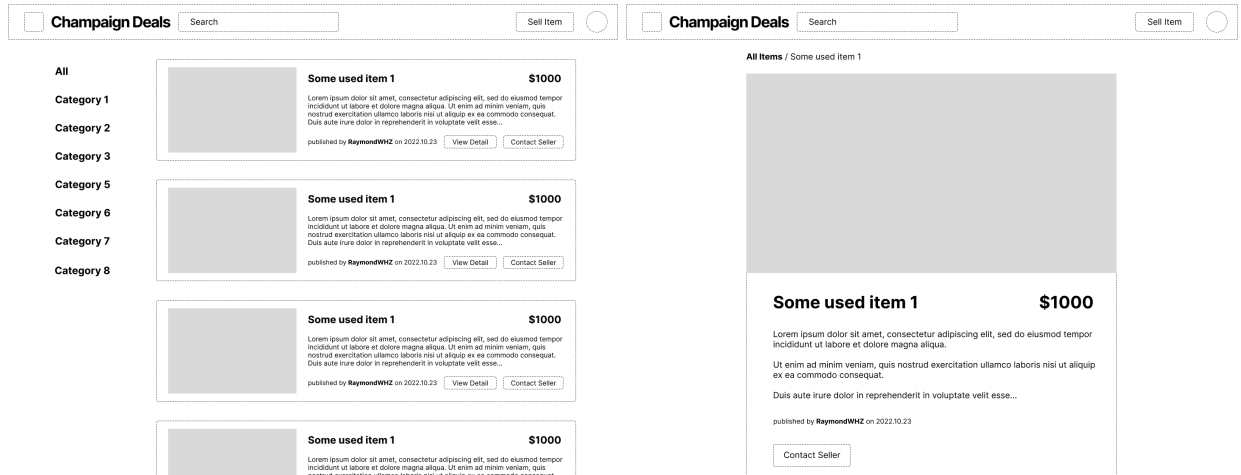 Champaign Deals
Search
Sell Item
All
Category 1
Category 2
Category 3
Category 5
Category 6
Category 7
Category 8
Some used item 1
$1000
Lorem ipsum dolor sit amet, consectetur adipiscing elit, sed do eiusmod tempor
incididunt ut labore et dolore magna aliqua. Ut enim ad minim veniam, quis
nostrud exercitation ullamco laboris nisi ut aliquip ex ea commodo consequat.
Duis aute irure dolor in reprehenderit in voluptate velit esse...
published by RaymondWHZ on 2022.10.23
View Detail
Contact Seller
Some used item 1
$1000
Lorem ipsum dolor sit amet, consectetur adipiscing elit, sed do eiusmod tempor
incididunt ut labore et dolore magna aliqua. Ut enim ad minim veniam, quis
nostrud exercitation ullamco laboris nisi ut aliquip ex ea commodo consequat.
Duis aute irure dolor in reprehenderit in voluptate velit esse...
published by RaymondWHZ on 2022.10.23
View Detail
Contact Seller
Some used item 1
$1000
Lorem ipsum dolor sit amet, consectetur adipiscing elit, sed do eiusmod tempor
incididunt ut labore et dolore magna aliqua. Ut enim ad minim veniam, quis
nostrud exercitation ullamco laboris nisi ut aliquip ex ea commodo consequat.
Duis aute irure dolor in reprehenderit in voluptate velit esse...
published by RaymondWHZ on 2022.10.23
View Detail
Contact Seller
Some used item 1
$1000
Lorem ipsum dolor sit amet, consectetur adipiscing elit, sed do eiusmod tempor
incididunt ut labore et dolore magna aliqua. Ut enim ad minim veniam, quis
nostrud exercitation ullamco laboris nisi ut aliquip ex ea commodo consequat.
Champaign Deals
Search
Sell Item
All Items / Some used item 1
Some used item 1
$1000
Lorem ipsum dolor sit amet, consectetur adipiscing elit, sed do eiusmod tempor
incididunt ut labore et dolore magna aliqua.
Ut enim ad minim veniam, quis nostrud exercitation ullamco laboris nisi ut aliquip
ex ea commodo consequat.
Duis aute irure dolor in reprehenderit in voluptate velit esse...
published by RaymondWHZ on 2022.10.23
Contact Seller